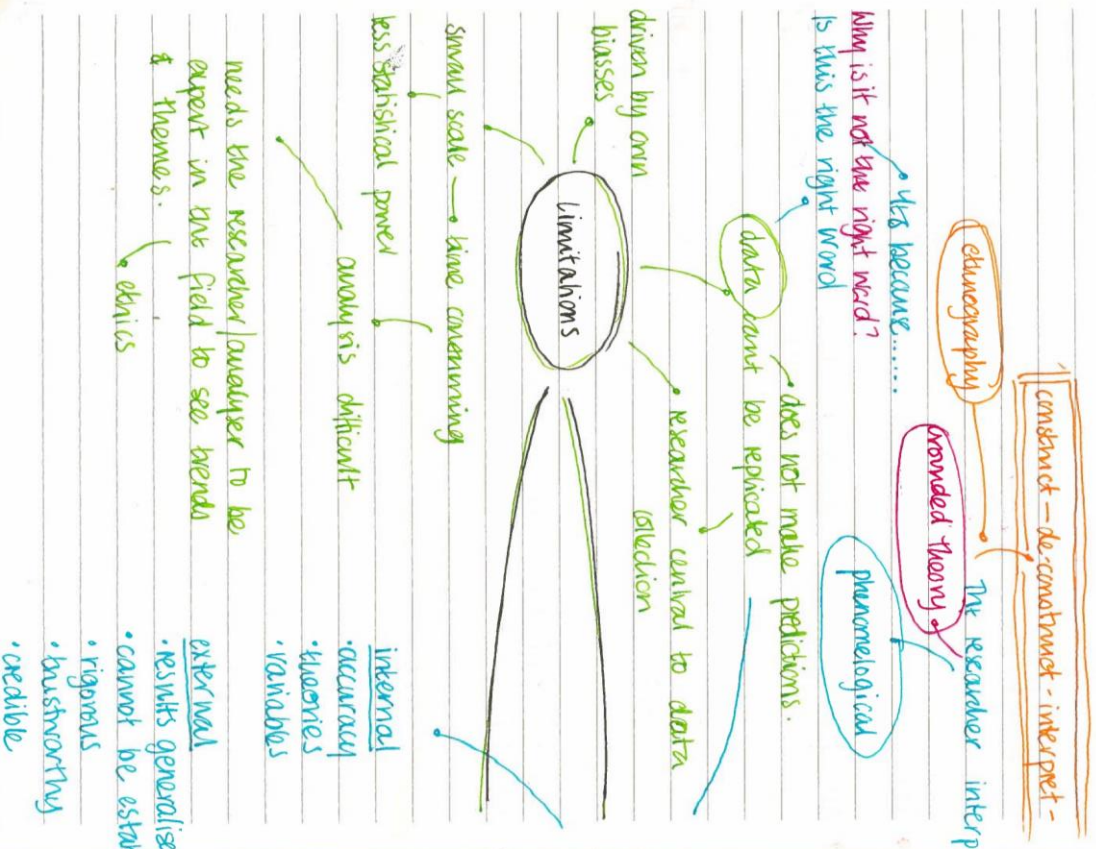 construct - de-construct - interpret -
ethnography
The researcher interp
grounded theory
phenomelogical
Its because......
Why is it not the right word?
Is this the right word
does not make predictions.
data cant be replicated
researcher central to data
collection
driven by own
biasses
limitations
small scale — time consuming
less statistical power
analysis difficult
needs the researcher/analyser to be
expert in the field to see trends
& themes.
ethics
internal
• accuracy
• theories
• variables
external
• results generalise
• cannot be estab
• rigorous
• trustworthy
• credible